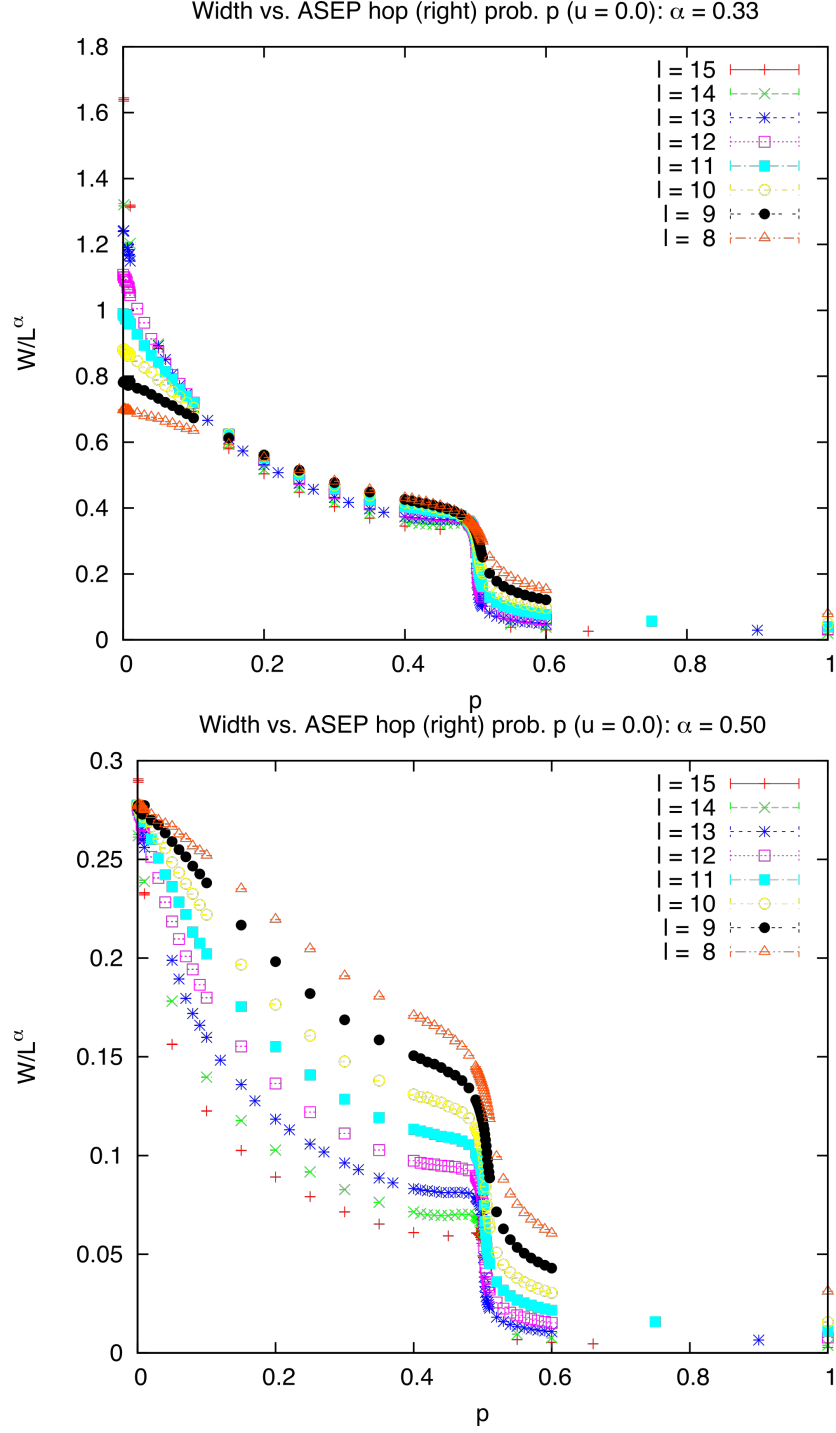 Width vs. ASEP hop (right) prob. p (u = 0.0): α = 0.33
1.8
1.6
1.4
1.2
1
0.8
0.6
0.4
0.2
0
W/L^α
l = 15
l = 14
l = 13
l = 12
l = 11
l = 10
l = 9
l = 8
0 0.2 0.4 0.6 0.8 1
p
Width vs. ASEP hop (right) prob. p (u = 0.0): α = 0.50
0.3
0.25
0.2
0.15
0.1
0.05
0
W/L^α
l = 15
l = 14
l = 13
l = 12
l = 11
l = 10
l = 9
l = 8
0 0.2 0.4 0.6 0.8 1
p